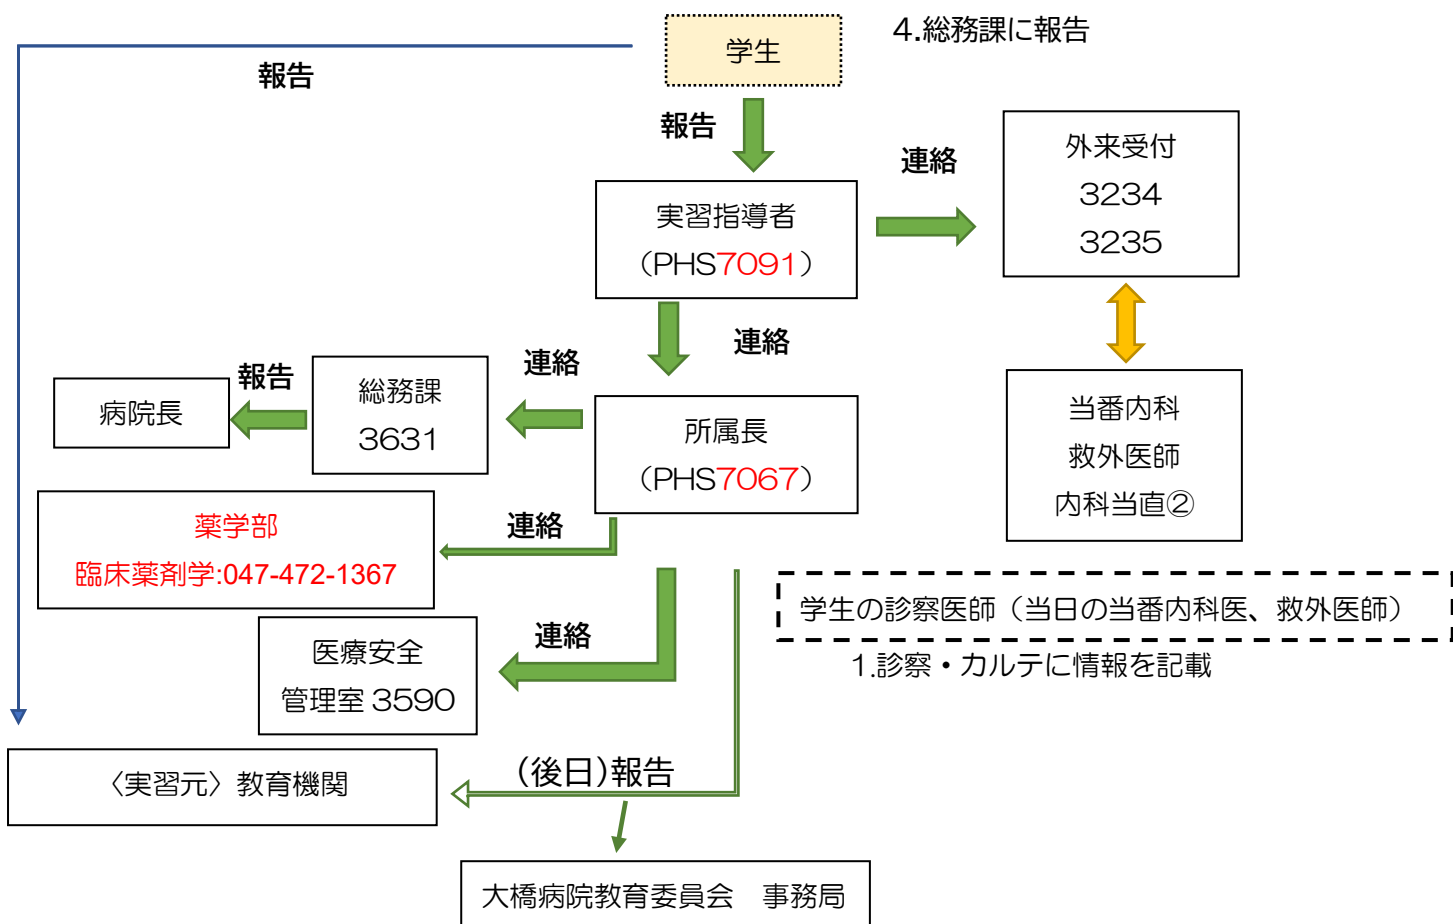 4.総務課に報告
学生
報告
報告
外来受付
3234
3235
連絡
実習指導者
(PHS7091)
連絡
連絡
報告
総務課
3631
病院長
所属長
(PHS7067)
当番内科
救外医師
内科当直②
薬学部
臨床薬剤学:047-472-1367
連絡
学生の診察医師（当日の当番内科医、救外医師）
1.診察・カルテに情報を記載
医療安全
管理室 3590
連絡
〈実習元〉教育機関
(後日)報告
大橋病院教育委員会　事務局